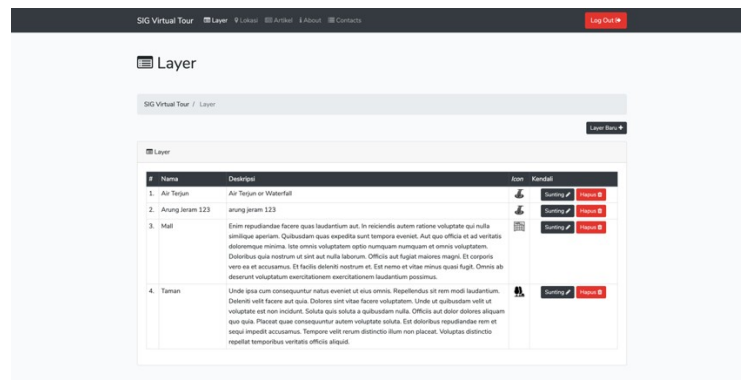 SIG Virtual Tour Layer Lokasi Artikel About Contacts Log Out
Layer
SIG Virtual Tour / Layer
Layer Baru
Layer
# Nama Deskripsi Icon Kendali
1. Air Terjun Air Terjun or Waterfall Sunting Hapus
2. Arung Jeram 123 arung jeram 123 Sunting Hapus
3. Mall Enim repudiandae facere quas laudantium aut. In reiciendis autem ratione voluptate qui nulla Sunting Hapus
similique aperiam. Quibusdam quas expedita sunt tempora eveniet. Aut quo officia et ad veritatis
doloremque minima. Iste omnis voluptatem optio numquam numquam et omnis voluptatem.
Doloribus quia nostrum ut sint aut nulla laborum. Officiis aut fugiat maiores magni. Et corporis
vero ea et accusamus. Et facilis deleniti nostrum et. Est nemo et vitae minus quasi fugit. Omnis ab
deserunt voluptatum exercitationem exercitationem laudantium possimus.
4. Taman Unde ipsa cum consequuntur natus eveniet ut eius omnis. Repellendus sit rem modi laudantium. Sunting Hapus
Deleniti velit facere aut quia. Dolores sint vitae facere voluptatem. Unde ut quibusdam velit ut
voluptate est non incidunt. Soluta quis soluta a quibusdam nulla. Officiis aut dolor dolores aliquam
quo quia. Placeat quae consequuntur autem voluptate soluta. Est doloribus repudiandae rem et
sequi impedit accusamus. Tempore velit rerum distinctio illum non placeat. Voluptas distinctio
repellat temporibus veritatis officiis aliquid.